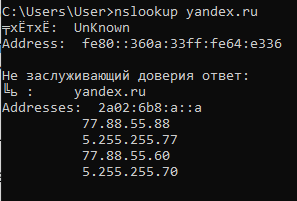 C:\Users\User>nslookup yandex.ru
╤хЁтхЁ:  UnKnown
Address:  fe80::360a:33ff:fe64:e336

Не заслуживающий доверия ответ:
╚ь :     yandex.ru
Addresses:  2a02:6b8:a::a
          77.88.55.88
          5.255.255.77
          77.88.55.60
          5.255.255.70